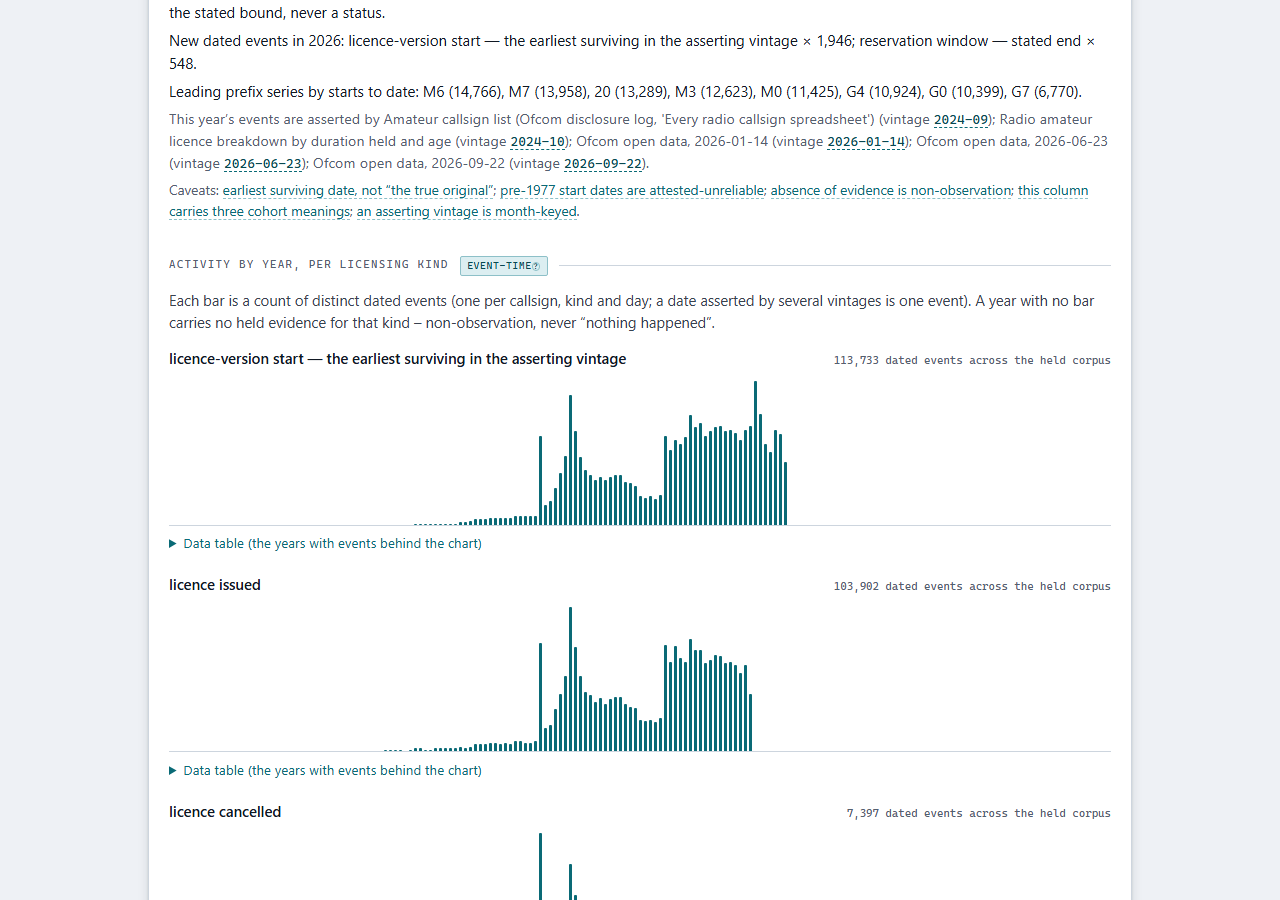 the stated bound, never a status.
New dated events in 2026: licence-version start — the earliest surviving in the asserting vintage × 1,946; reservation window — stated end ×
548.
Leading prefix series by starts to date: M6 (14,766), M7 (13,958), 20 (13,289), M3 (12,623), M0 (11,425), G4 (10,924), G0 (10,399), G7 (6,770).
This year's events are asserted by Amateur callsign list (Ofcom disclosure log, 'Every radio callsign spreadsheet') (vintage 2024-09); Radio amateur
licence breakdown by duration held and age (vintage 2024-10); Ofcom open data, 2026-01-14 (vintage 2026-01-14); Ofcom open data, 2026-06-23
(vintage 2026-06-23); Ofcom open data, 2026-09-22 (vintage 2026-09-22).
Caveats: earliest surviving date, not “the true original”; pre-1977 start dates are attested-unreliable; absence of evidence is non-observation; this column
carries three cohort meanings; an asserting vintage is month-keyed.
ACTIVITY BY YEAR, PER LICENSING KIND EVENT-TIME?
Each bar is a count of distinct dated events (one per callsign, kind and day; a date asserted by several vintages is one event). A year with no bar
carries no held evidence for that kind – non-observation, never “nothing happened”.
licence-version start — the earliest surviving in the asserting vintage 113,733 dated events across the held corpus
▶ Data table (the years with events behind the chart)
licence issued 103,902 dated events across the held corpus
▶ Data table (the years with events behind the chart)
licence cancelled 7,397 dated events across the held corpus